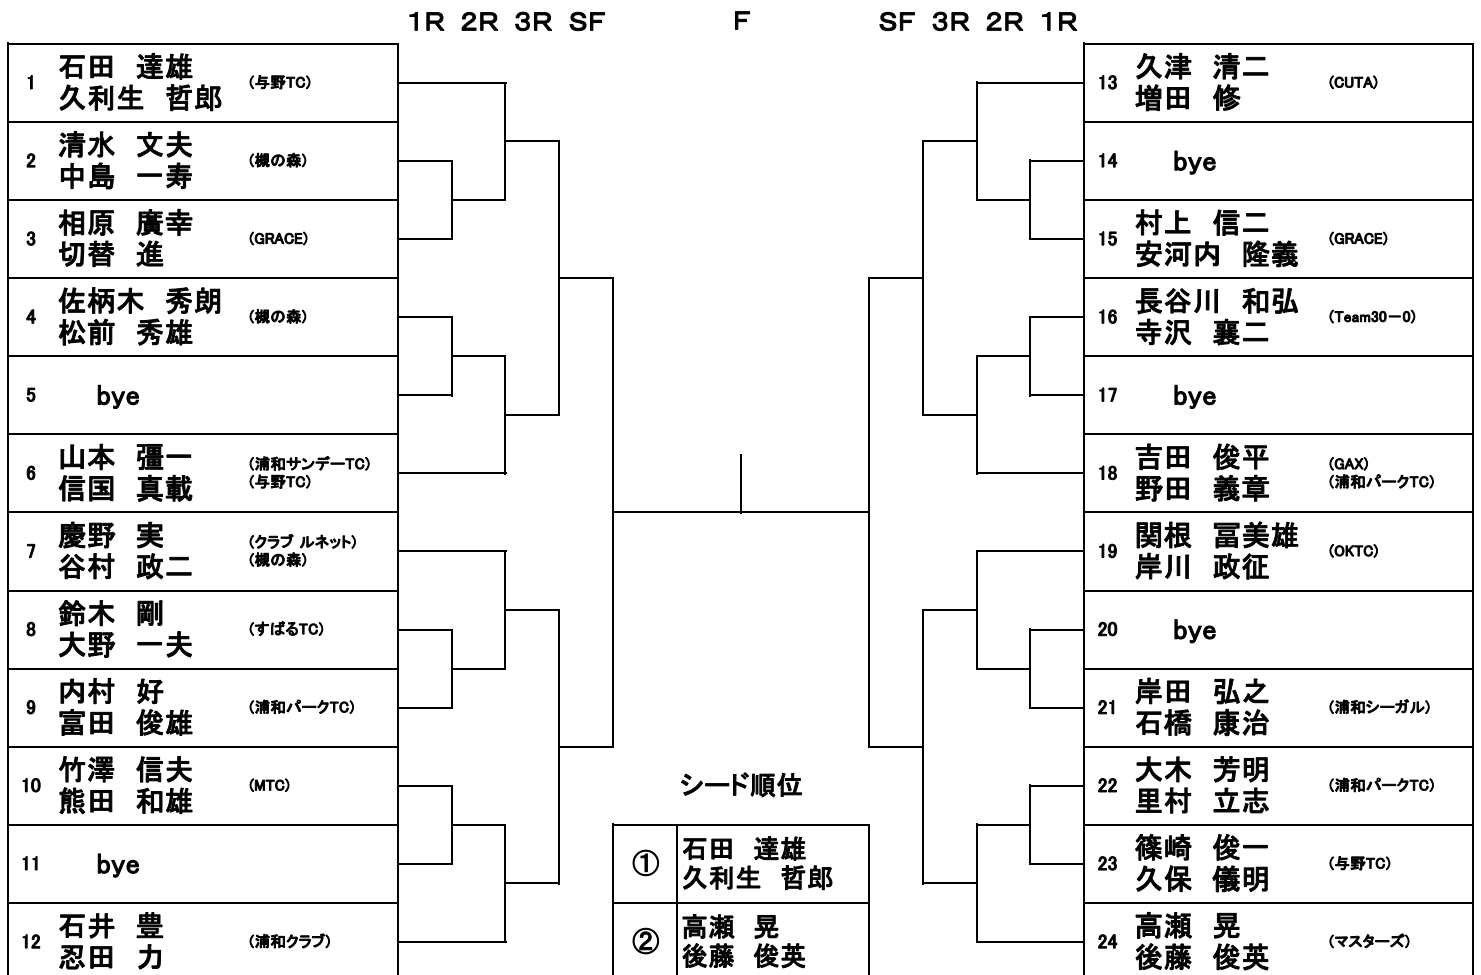 1R 2R 3R SF F SF 3R 2R 1R
1 石田 達雄 (与野TC)
久利生 哲郎
2 清水 文夫 (槻の森)
中島 一寿
3 相原 廣幸 (GRACE)
切替 進
4 佐柄木 秀朗 (槻の森)
松前 秀雄
5 bye
6 山本 彊一 (浦和サンデーTC)
信国 真載 (与野TC)
7 慶野 実 (クラブ ルネット)
谷村 政二 (槻の森)
8 鈴木 剛 (すばるTC)
大野 一夫
9 内村 好 (浦和パークTC)
富田 俊雄
10 竹澤 信夫 (MTC)
熊田 和雄
11 bye
12 石井 豊 (浦和クラブ)
忍田 力
シード順位
① 石田 達雄
久利生 哲郎
② 高瀬 晃
後藤 俊英
13 久津 清二 (CUTA)
増田 修
14 bye
15 村上 信二 (GRACE)
安河内 隆義
16 長谷川 和弘 (Team30−0)
寺沢 襄二
17 bye
18 吉田 俊平 (GAX)
野田 義章 (浦和パークTC)
19 関根 冨美雄 (OKTC)
岸川 政征
20 bye
21 岸田 弘之 (浦和シーガル)
石橋 康治
22 大木 芳明 (浦和パークTC)
里村 立志
23 篠崎 俊一 (与野TC)
久保 儀明
24 高瀬 晃 (マスターズ)
後藤 俊英